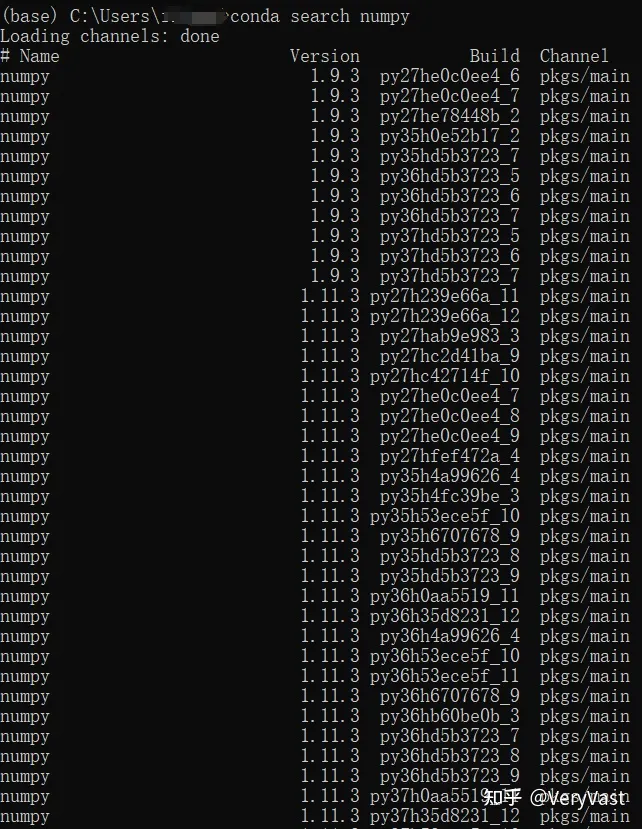 (base) C:\Users\ >conda search numpy
Loading channels: done
# Name Version Build Channel
numpy 1.9.3 py27he0c0ee4_6 pkgs/main
numpy 1.9.3 py27he0c0ee4_7 pkgs/main
numpy 1.9.3 py27he78448b_2 pkgs/main
numpy 1.9.3 py35h0e52b17_2 pkgs/main
numpy 1.9.3 py35hd5b3723_7 pkgs/main
numpy 1.9.3 py36hd5b3723_5 pkgs/main
numpy 1.9.3 py36hd5b3723_6 pkgs/main
numpy 1.9.3 py36hd5b3723_7 pkgs/main
numpy 1.9.3 py37hd5b3723_5 pkgs/main
numpy 1.9.3 py37hd5b3723_6 pkgs/main
numpy 1.9.3 py37hd5b3723_7 pkgs/main
numpy 1.11.3 py27h239e66a_11 pkgs/main
numpy 1.11.3 py27h239e66a_12 pkgs/main
numpy 1.11.3 py27hab9e983_3 pkgs/main
numpy 1.11.3 py27hc2d41ba_9 pkgs/main
numpy 1.11.3 py27hc42714f_10 pkgs/main
numpy 1.11.3 py27he0c0ee4_7 pkgs/main
numpy 1.11.3 py27he0c0ee4_8 pkgs/main
numpy 1.11.3 py27he0c0ee4_9 pkgs/main
numpy 1.11.3 py27hfef472a_4 pkgs/main
numpy 1.11.3 py35h4a99626_4 pkgs/main
numpy 1.11.3 py35h4fc39be_3 pkgs/main
numpy 1.11.3 py35h53ece5f_10 pkgs/main
numpy 1.11.3 py35h6707678_9 pkgs/main
numpy 1.11.3 py35hd5b3723_8 pkgs/main
numpy 1.11.3 py35hd5b3723_9 pkgs/main
numpy 1.11.3 py36h0aa5519_11 pkgs/main
numpy 1.11.3 py36h35d8231_12 pkgs/main
numpy 1.11.3 py36h4a99626_4 pkgs/main
numpy 1.11.3 py36h53ece5f_10 pkgs/main
numpy 1.11.3 py36h53ece5f_11 pkgs/main
numpy 1.11.3 py36h6707678_9 pkgs/main
numpy 1.11.3 py36hb60be0b_3 pkgs/main
numpy 1.11.3 py36hd5b3723_7 pkgs/main
numpy 1.11.3 py36hd5b3723_8 pkgs/main
numpy 1.11.3 py36hd5b3723_9 pkgs/main
numpy 1.11.3
知乎 @VeryVast
numpy 1.11.3 py37h35d8231_12 pkgs/main